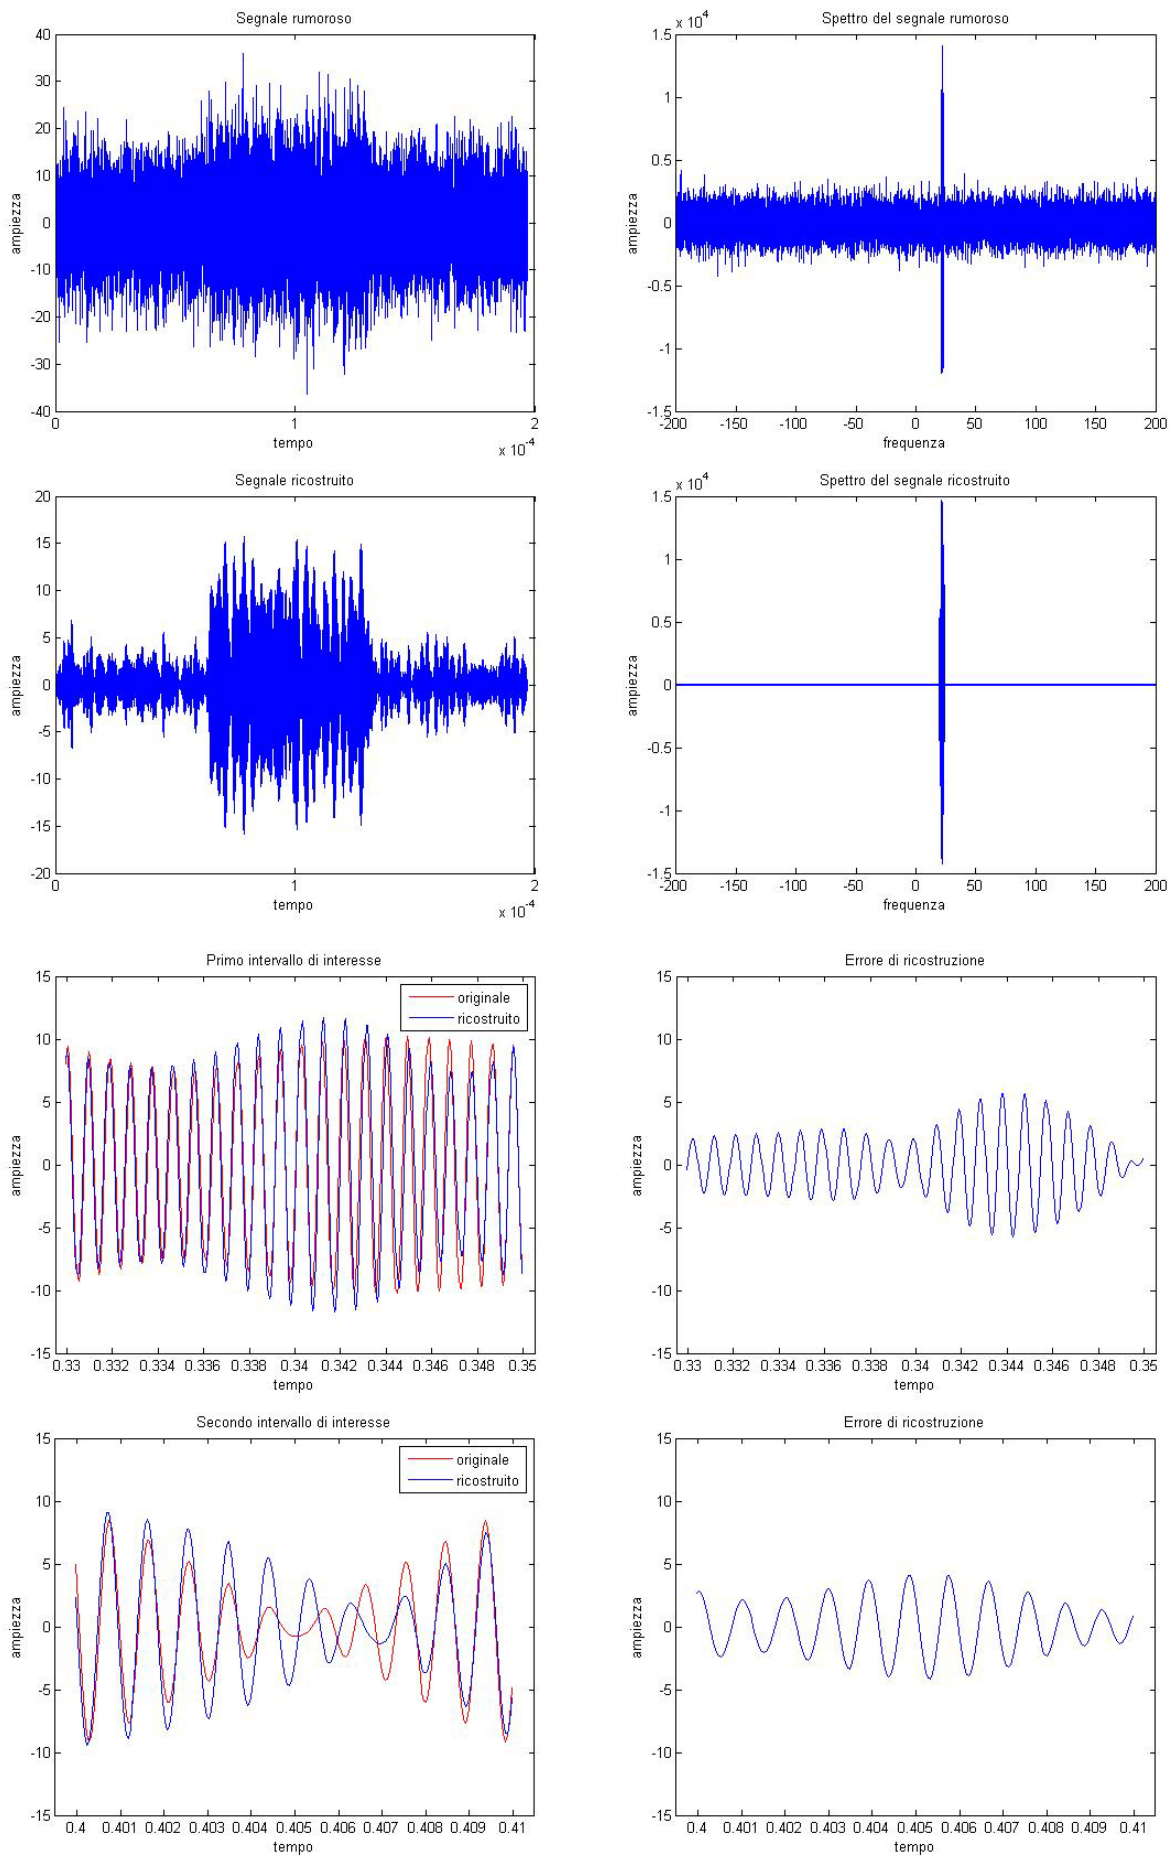 Segnale rumoroso
40
30
20
10
0
-10
-20
-30
-40
ampiezza
0
1
2
tempo
x 10-4
Spettro del segnale rumoroso
x 104
1.5
1
0.5
0
-0.5
-1
-1.5
ampiezza
-200 -150 -100 -50 0 50 100 150 200
frequenza
Segnale ricostruito
20
15
10
5
0
-5
-10
-15
-20
ampiezza
0
1
2
tempo
x 10-4
Spettro del segnale ricostruito
x 104
1.5
1
0.5
0
-0.5
-1
-1.5
ampiezza
-200 -150 -100 -50 0 50 100 150 200
frequenza
Primo intervallo di interesse
15
10
5
0
-5
-10
-15
ampiezza
originale
ricostruito
0.33 0.332 0.334 0.336 0.338 0.34 0.342 0.344 0.346 0.348 0.35
tempo
Errore di ricostruzione
15
10
5
0
-5
-10
-15
ampiezza
0.33 0.332 0.334 0.336 0.338 0.34 0.342 0.344 0.346 0.348 0.35
tempo
Secondo intervallo di interesse
15
10
5
0
-5
-10
-15
ampiezza
originale
ricostruito
0.4 0.401 0.402 0.403 0.404 0.405 0.406 0.407 0.408 0.409 0.41
tempo
Errore di ricostruzione
15
10
5
0
-5
-10
-15
ampiezza
0.4 0.401 0.402 0.403 0.404 0.405 0.406 0.407 0.408 0.409 0.41
tempo